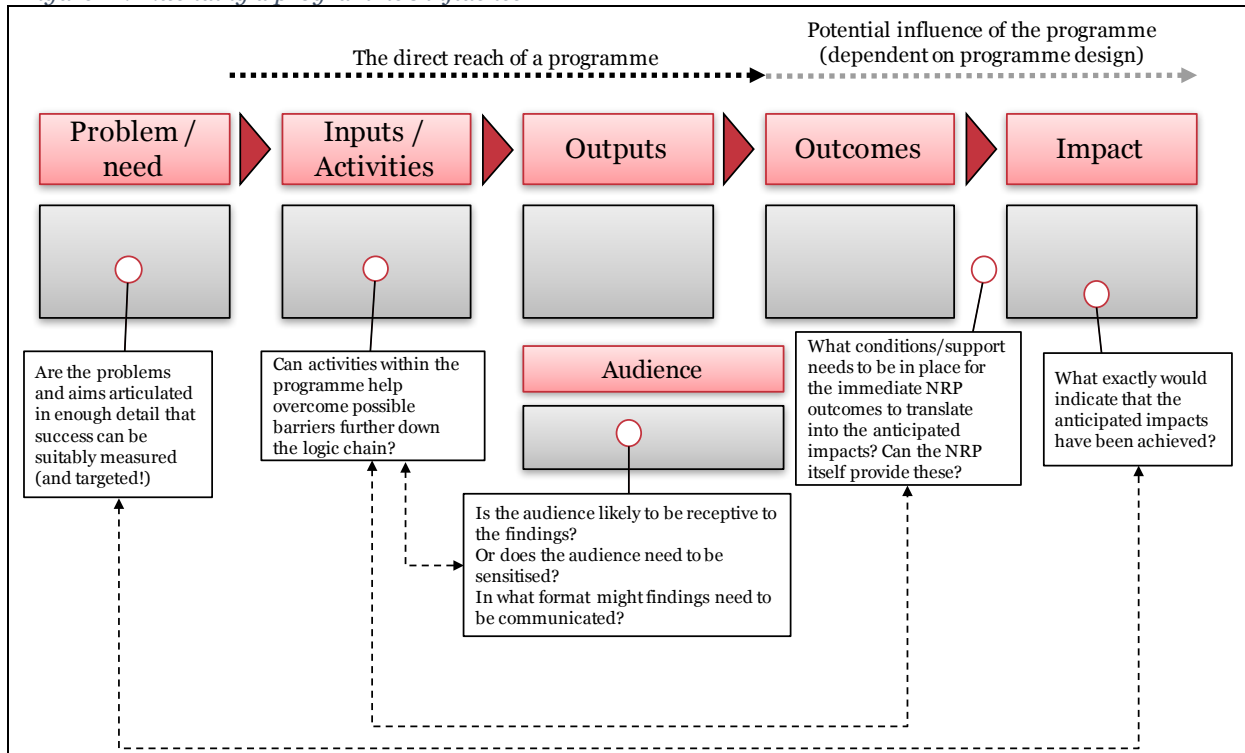 The direct reach of a programme
Potential influence of the programme
(dependent on programme design)
Problem /
need
Inputs /
Activities
Outputs
Outcomes
Impact
Audience
Are the problems
and aims articulated
in enough detail that
success can be
suitably measured
(and targeted!)
Can activities within the
programme help
overcome possible
barriers further down
the logic chain?
Is the audience likely to be receptive to
the findings?
Or does the audience need to be
sensitised?
In what format might findings need to
be communicated?
What conditions/support
needs to be in place for
the immediate NRP
outcomes to translate
into the anticipated
impacts? Can the NRP
itself provide these?
What exactly would
indicate that the
anticipated impacts
have been achieved?